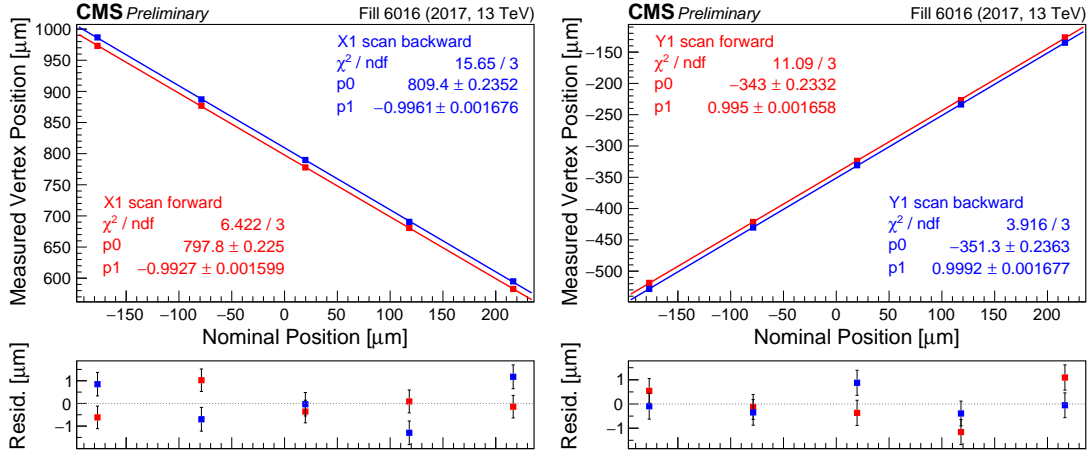 CMS Preliminary Fill 6016 (2017, 13 TeV)
Measured Vertex Position [μm]
1000
950
900
850
800
750
700
650
600
X1 scan backward
χ² / ndf 15.65 / 3
p0 809.4 ± 0.2352
p1 −0.9961 ± 0.001676
X1 scan forward
χ² / ndf 6.422 / 3
p0 797.8 ± 0.225
p1 −0.9927 ± 0.001599
−150 −100 −50 0 50 100 150 200
Nominal Position [μm]
Resid. [μm]
1
0
−1
CMS Preliminary Fill 6016 (2017, 13 TeV)
Measured Vertex Position [μm]
−150
−200
−250
−300
−350
−400
−450
−500
Y1 scan forward
χ² / ndf 11.09 / 3
p0 −343 ± 0.2332
p1 0.995 ± 0.001658
Y1 scan backward
χ² / ndf 3.916 / 3
p0 −351.3 ± 0.2363
p1 0.9992 ± 0.001677
−150 −100 −50 0 50 100 150 200
Nominal Position [μm]
Resid. [μm]
1
0
−1